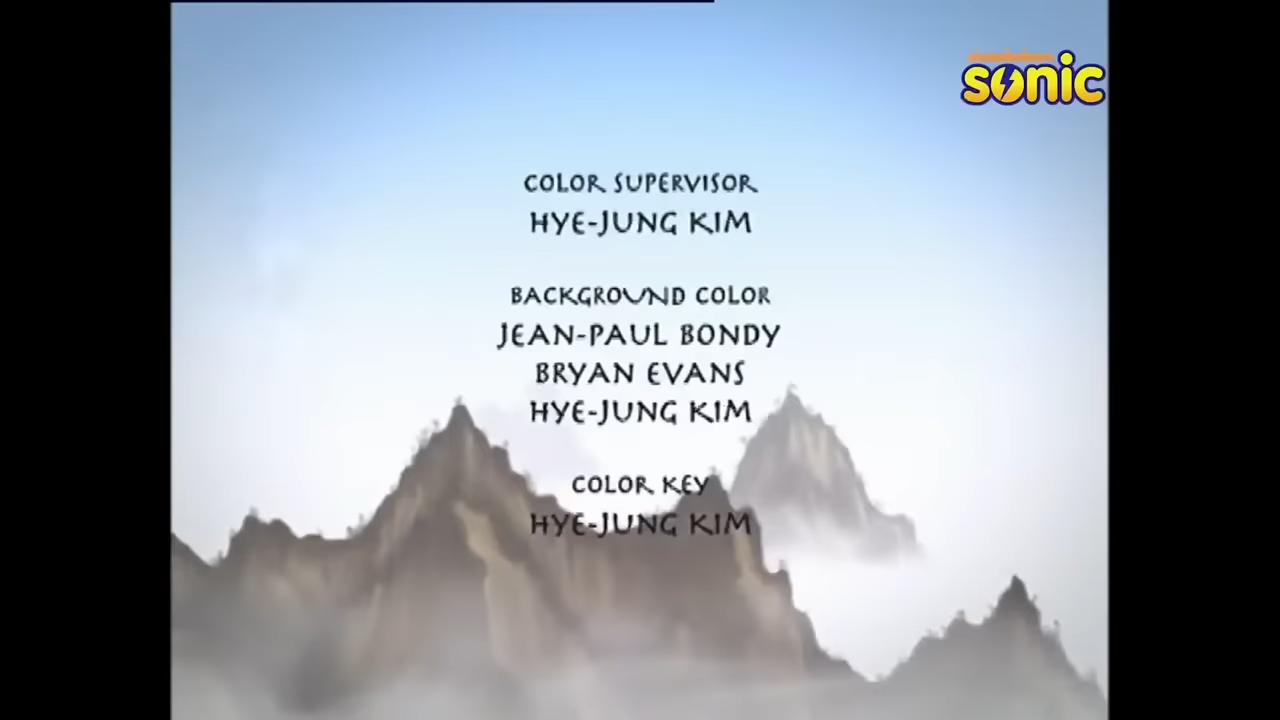 nickelodeon
sonic
COLOR SUPERVISOR
HYE-JUNG KIM
BACKGROUND COLOR
JEAN-PAUL BONDY
BRYAN EVANS
HYE-JUNG KIM
COLOR KEY
HYE-JUNG KIM